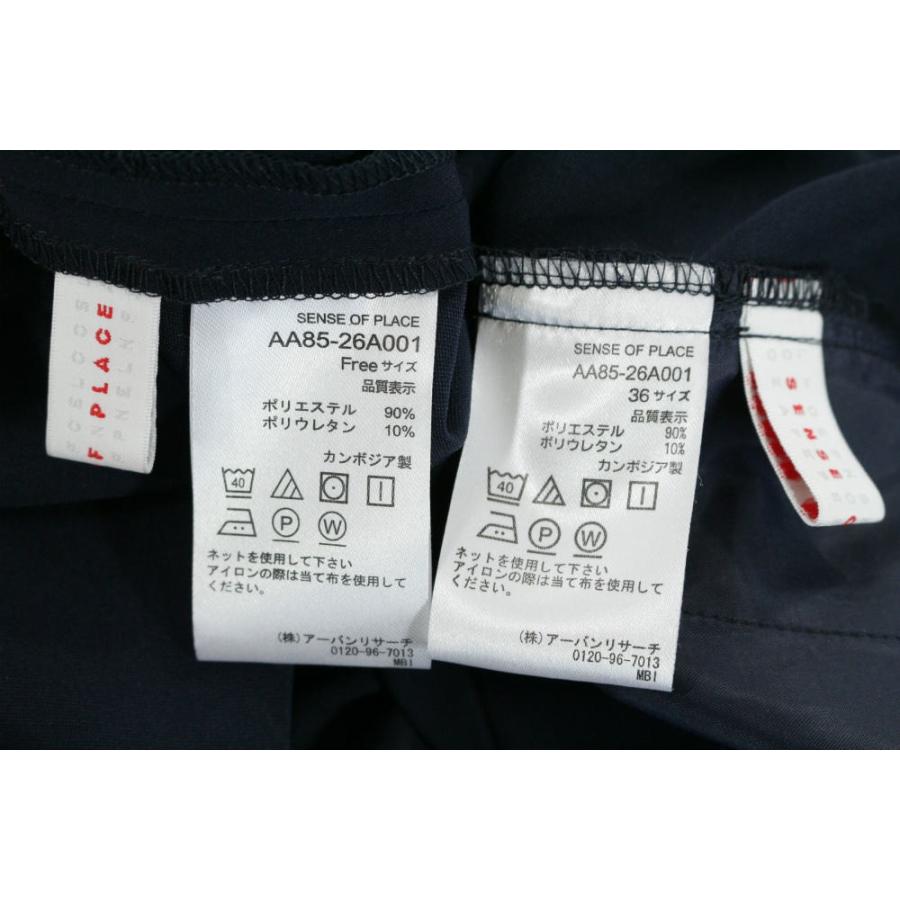 F PLACE
SENSE OF PLACE
AA85-26A001
Freeサイズ
品質表示
ポリエステル 90%
ポリウレタン 10%
カンボジア製
40
P W
ネットを使用して下さい
アイロンの際は当て布を使用して
ください。
(株)アーバンリサーチ
0120-96-7013
MBI
SENSE OF PLACE
AA85-26A001
36サイズ
品質表示
ポリエステル 90%
ポリウレタン 10%
カンボジア製
40
P W
ネットを使用して下さい
アイロンの際は当て布を使用して
ください。
(株)アーバンリサーチ
0120-96-7013
MBI
SENSE